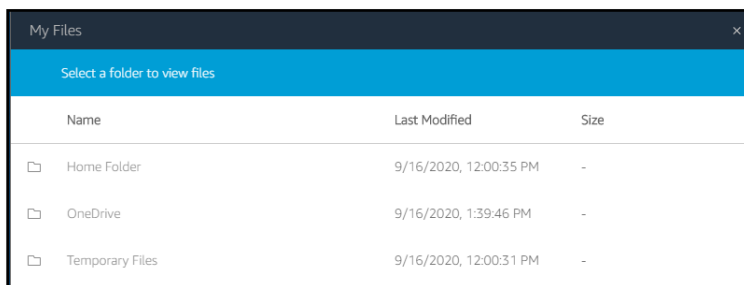 My Files ×
Select a folder to view files
Name Last Modified Size
Home Folder 9/16/2020, 12:00:35 PM -
OneDrive 9/16/2020, 1:39:46 PM -
Temporary Files 9/16/2020, 12:00:31 PM -